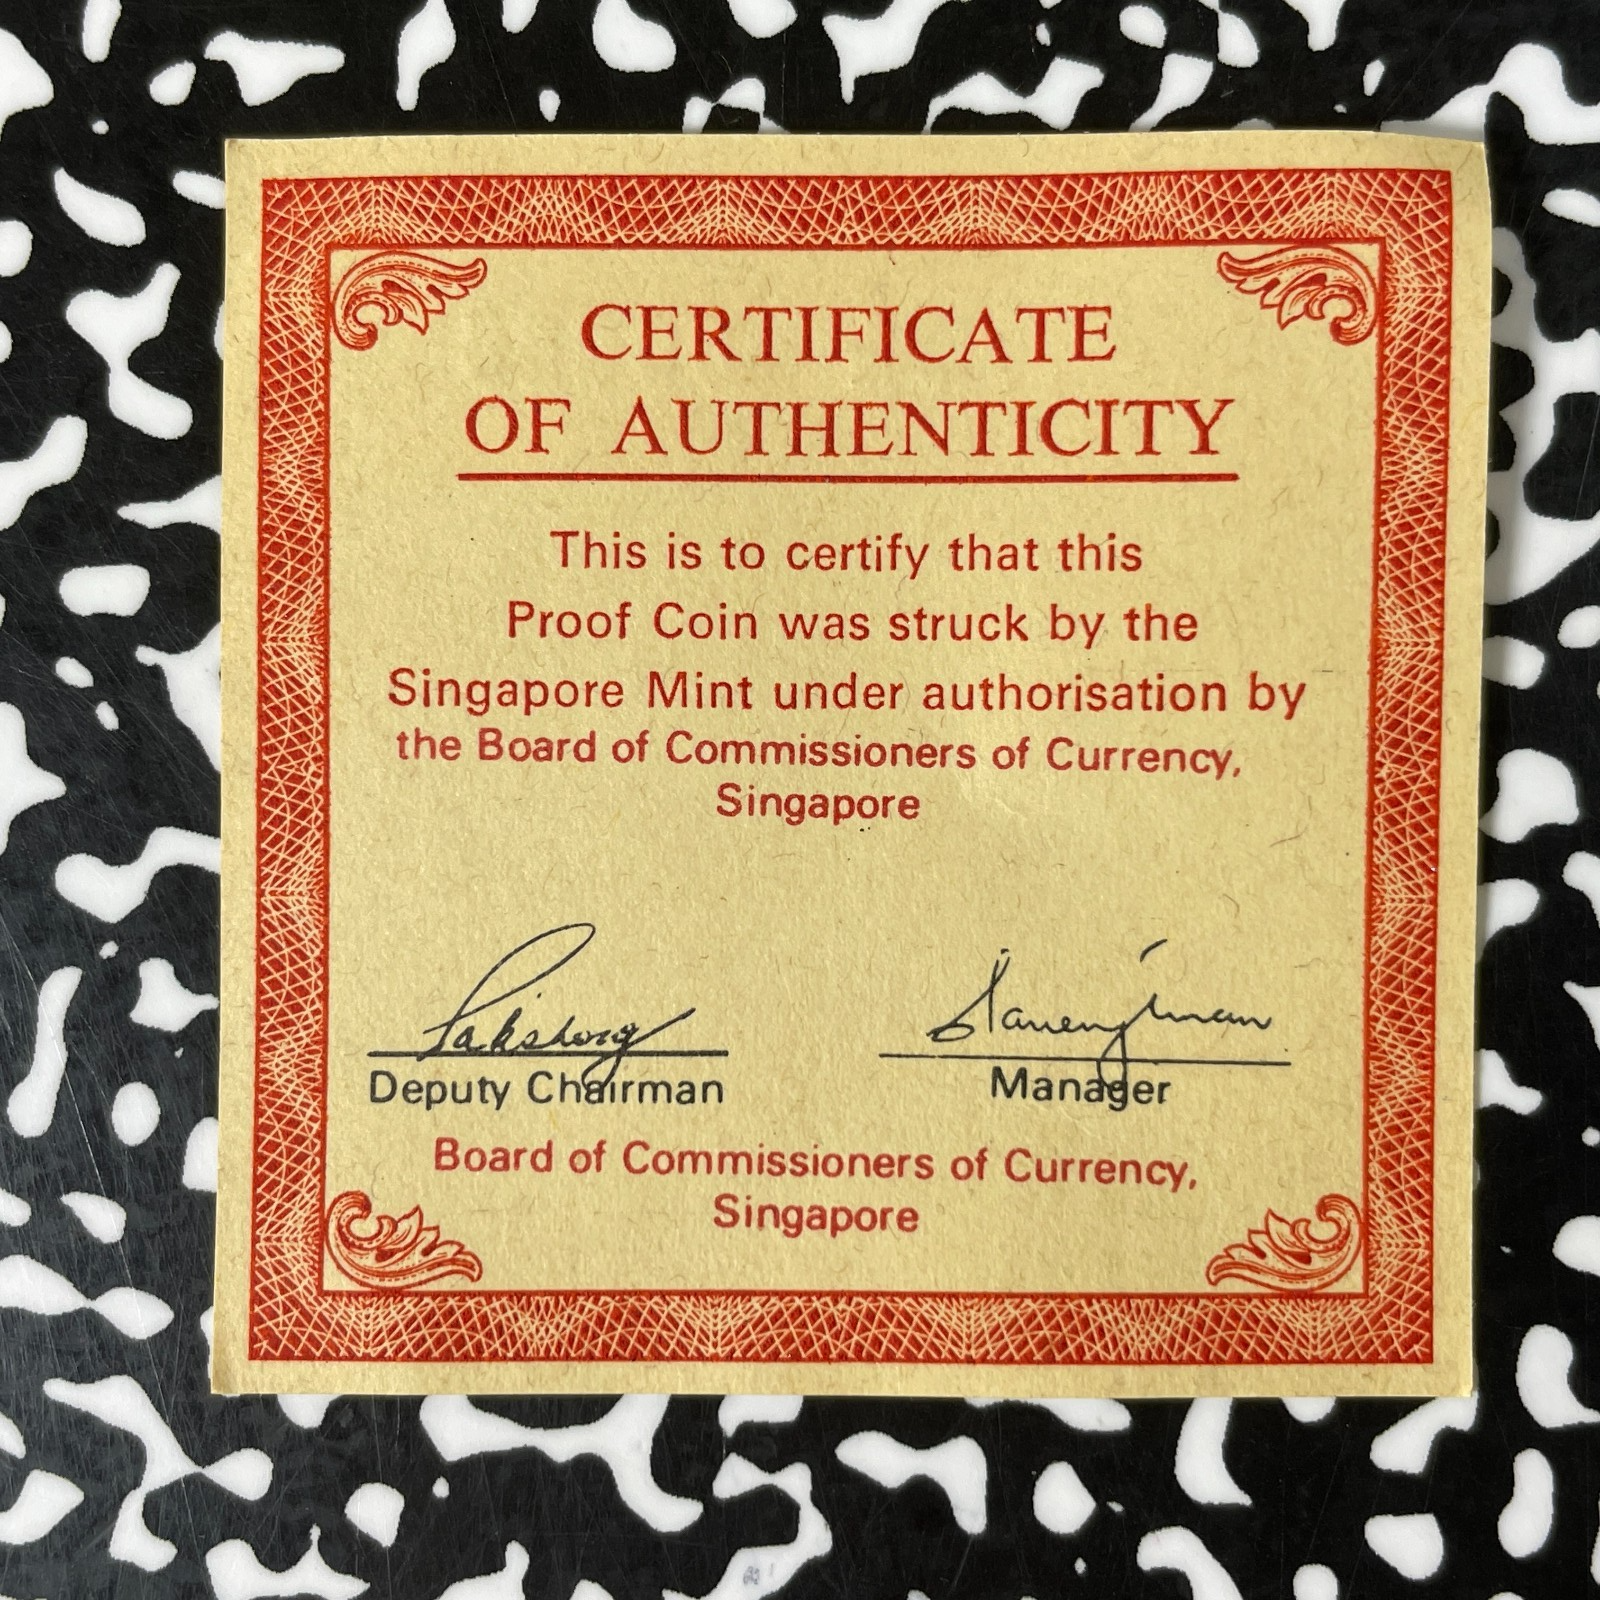 CERTIFICATE
OF AUTHENTICITY
This is to certify that this
Proof Coin was struck by the
Singapore Mint under authorisation by
the Board of Commissioners of Currency,
Singapore
Deputy Chairman Manager
Board of Commissioners of Currency,
Singapore